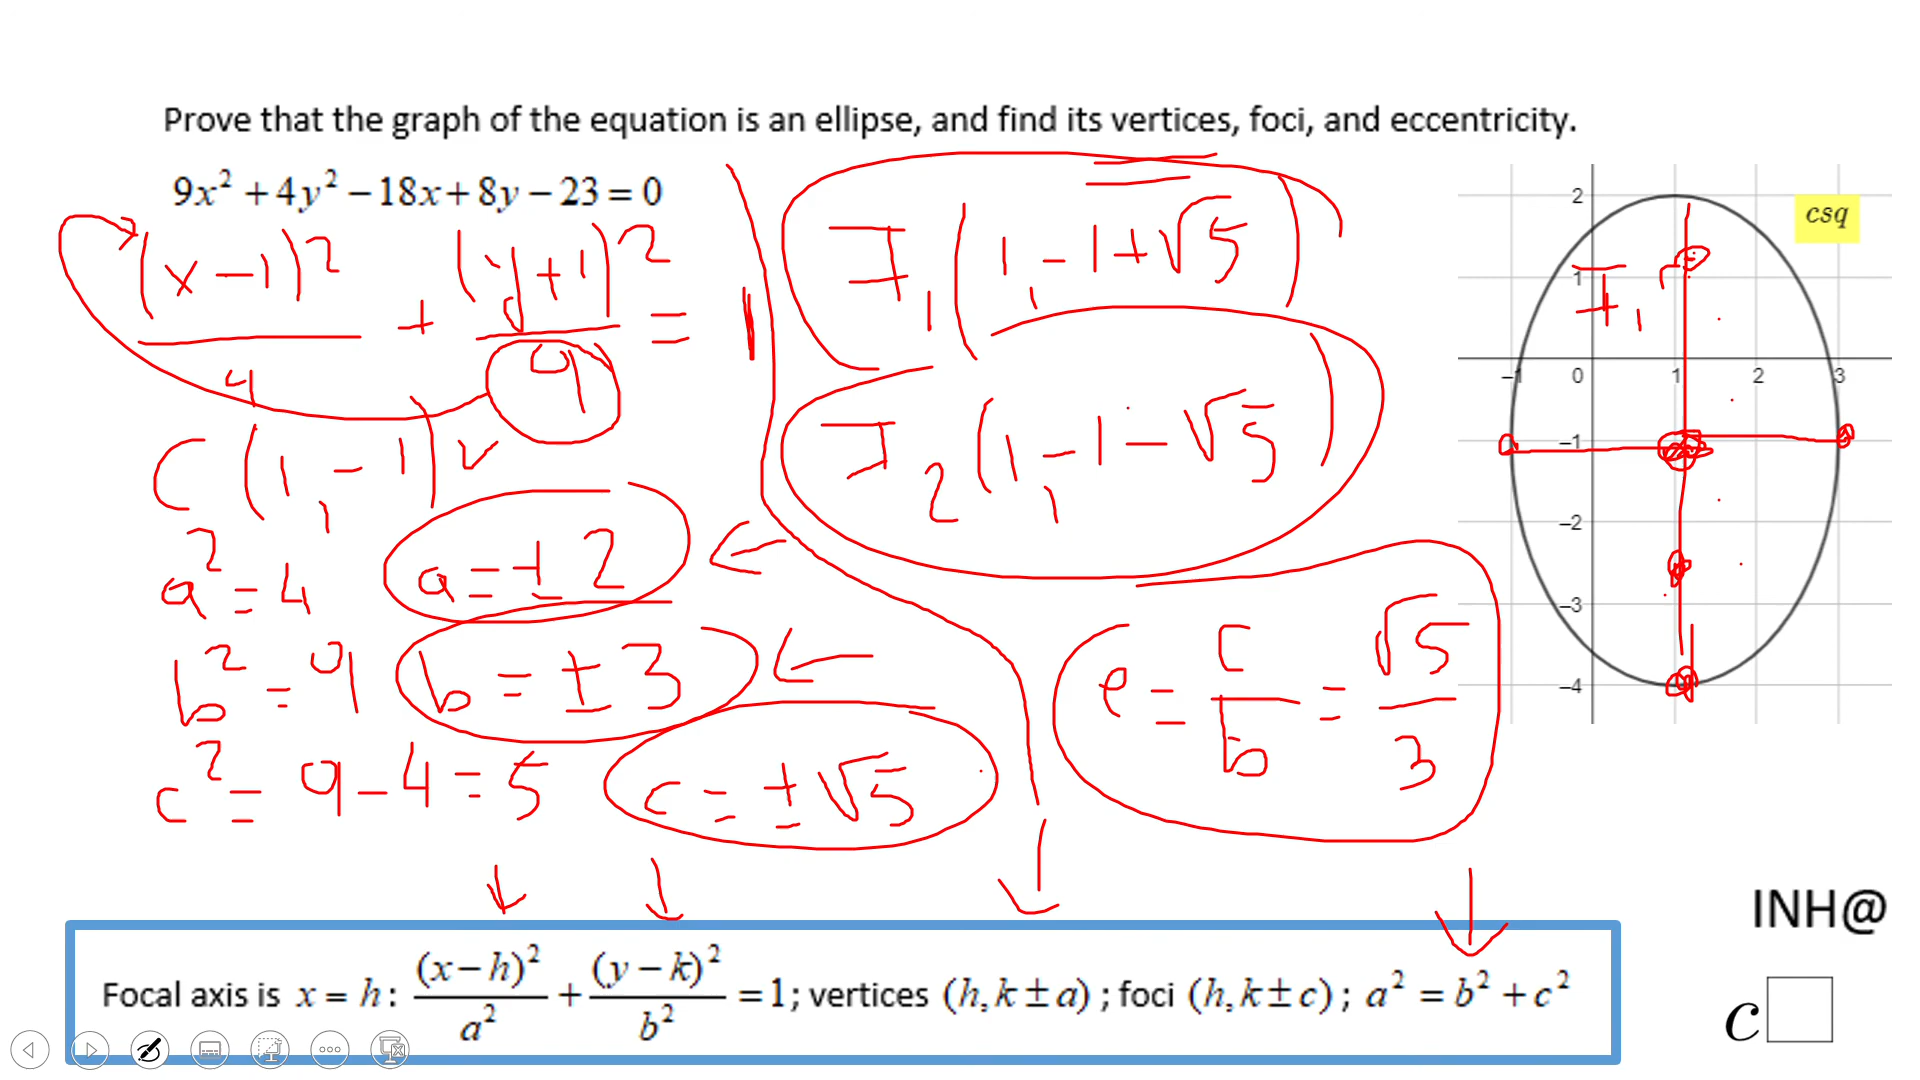 Prove that the graph of the equation is an ellipse, and find its vertices, foci, and eccentricity.
9x² + 4y² − 18x + 8y − 23 = 0
(x − 1)²/4 + (y + 1)²/9 = 1
C (1, −1)
a² = 4 a = ± 2
b² = 9 b = ± 3
c² = 9 − 4 = 5 c = ± √5
F₁ (1, −1 + √5)
F₂ (1, −1 − √5)
e = c/b = √5/3
csq
2
1
−1 0 1 2 3
−1
−2
−3
−4
F₁
INH@
c
Focal axis is x = h: (x − h)²/a² + (y − k)²/b² = 1; vertices (h, k ± a); foci (h, k ± c); a² = b² + c²